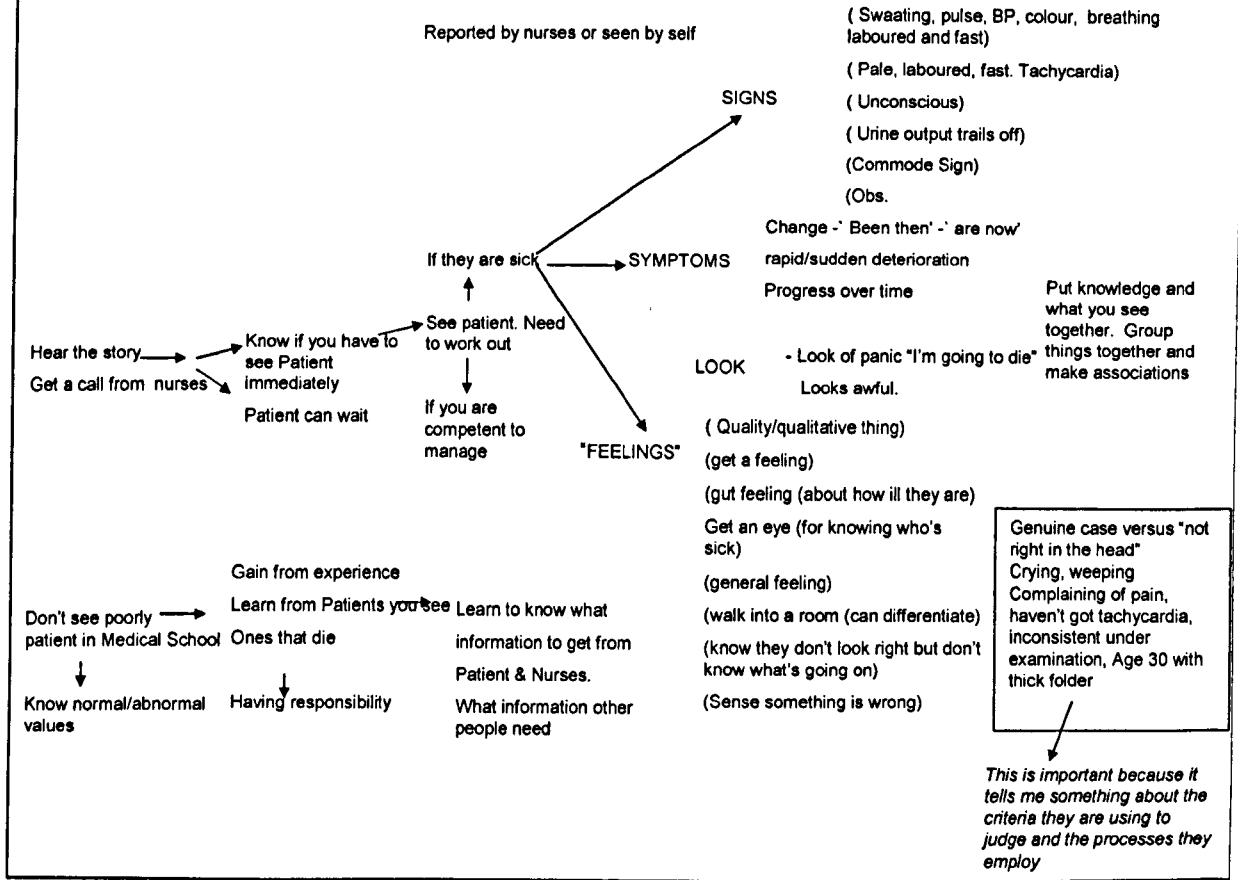 Reported by nurses or seen by self
( Swaating, pulse, BP, colour, breathing
laboured and fast)
( Pale, laboured, fast. Tachycardia)
SIGNS
( Unconscious)
( Urine output trails off)
(Commode Sign)
(Obs.
If they are sick
SYMPTOMS
Change -` Been then' -` are now'
rapid/sudden deterioration
Progress over time
Put knowledge and
what you see
together. Group
things together and
make associations
Hear the story
Get a call from nurses
Know if you have to
see Patient
immediately
Patient can wait
See patient. Need
to work out
If you are
competent to
manage
LOOK
- Look of panic "I'm going to die"
Looks awful.
"FEELINGS"
( Quality/qualitative thing)
(get a feeling)
(gut feeling (about how ill they are)
Get an eye (for knowing who's
sick)
(general feeling)
(walk into a room (can differentiate)
(know they don't look right but don't
know what's going on)
(Sense something is wrong)
Genuine case versus "not
right in the head"
Crying, weeping
Complaining of pain,
haven't got tachycardia,
inconsistent under
examination, Age 30 with
thick folder
This is important because it
tells me something about the
criteria they are using to
judge and the processes they
employ
Don't see poorly
patient in Medical School
Know normal/abnormal
values
Gain from experience
Learn from Patients you see
Ones that die
Having responsibility
Learn to know what
information to get from
Patient & Nurses.
What information other
people need